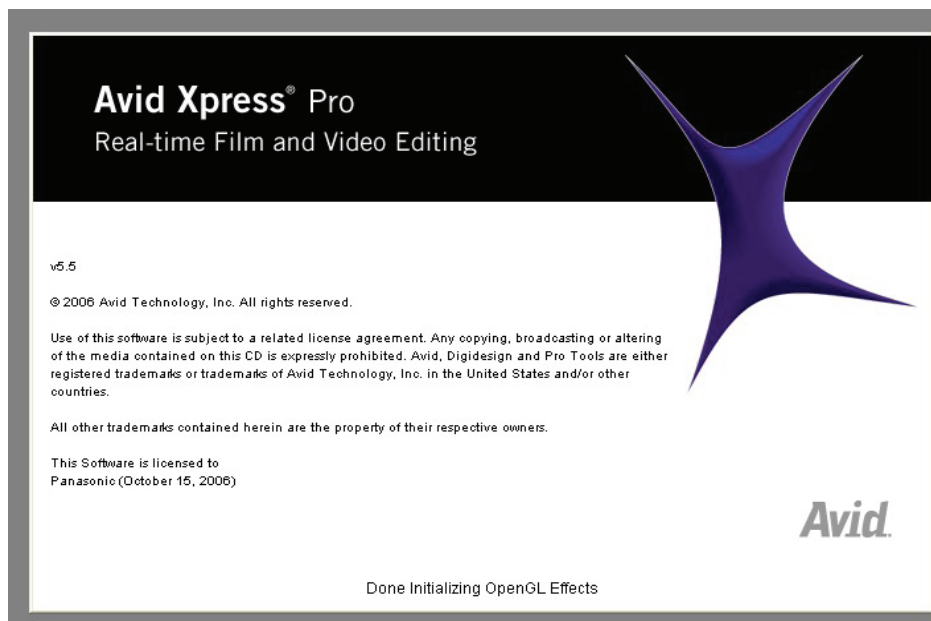 Avid Xpress® Pro
Real-time Film and Video Editing
v5.5
© 2006 Avid Technology, Inc. All rights reserved.
Use of this software is subject to a related license agreement. Any copying, broadcasting or altering
of the media contained on this CD is expressly prohibited. Avid, Digidesign and Pro Tools are either
registered trademarks or trademarks of Avid Technology, Inc. in the United States and/or other
countries.
All other trademarks contained herein are the property of their respective owners.
This Software is licensed to
Panasonic (October 15, 2006)
Avid.
Done Initializing OpenGL Effects